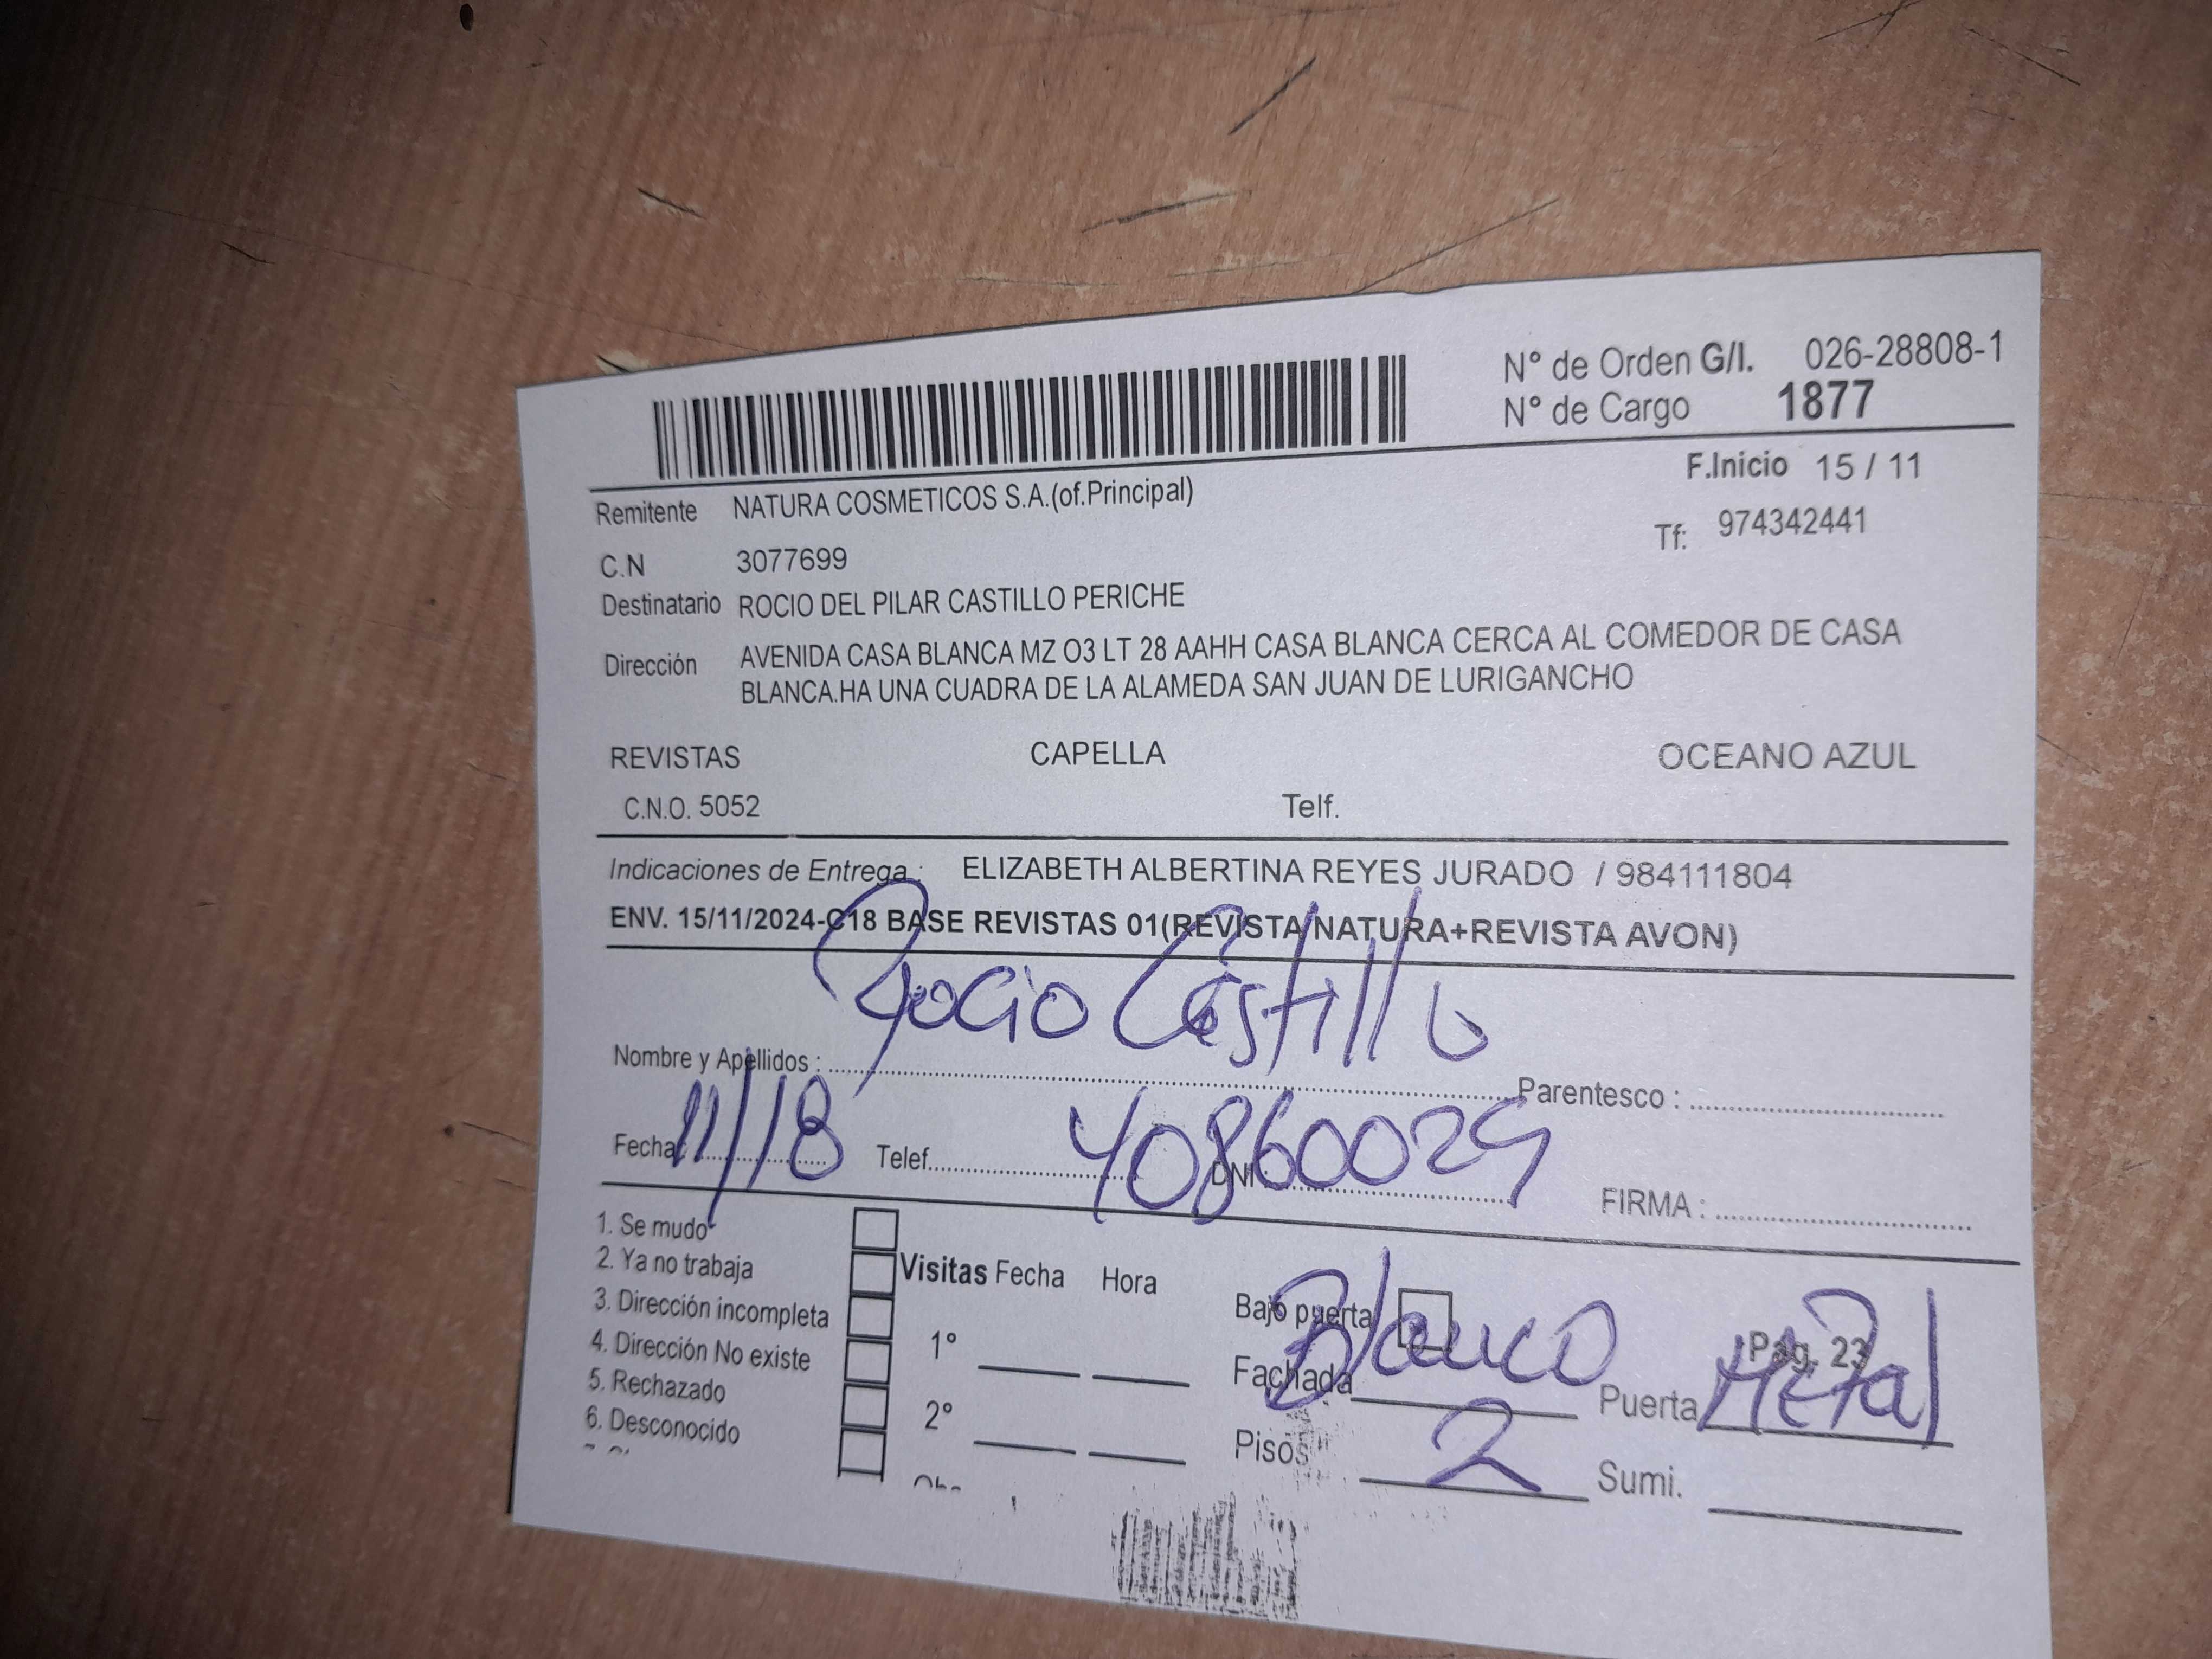 N° de Orden G/I. 026-28808-1
N° de Cargo 1877
F.Inicio 15 / 11
Remitente NATURA COSMETICOS S.A.(of.Principal)
Tf: 974342441
C.N 3077699
Destinatario ROCIO DEL PILAR CASTILLO PERICHE
Dirección AVENIDA CASA BLANCA MZ O3 LT 28 AAHH CASA BLANCA CERCA AL COMEDOR DE CASA
BLANCA.HA UNA CUADRA DE LA ALAMEDA SAN JUAN DE LURIGANCHO
REVISTAS CAPELLA OCEANO AZUL
C.N.O. 5052 Telf.
Indicaciones de Entrega : ELIZABETH ALBERTINA REYES JURADO / 984111804
ENV. 15/11/2024-C18 BASE REVISTAS 01(REVISTA NATURA+REVISTA AVON)
Rocio Castillo
Nombre y Apellidos : Parentesco :
Fecha: 11/18 Telef. DNI: 40860029 FIRMA :
1. Se mudo
2. Ya no trabaja
3. Dirección incompleta
4. Dirección No existe
5. Rechazado
6. Desconocido
Visitas Fecha Hora
1°
2°
Bajo puerta
Pag. 23
Fachada Blanco Puerta Metal
Pisos 2 Sumi.